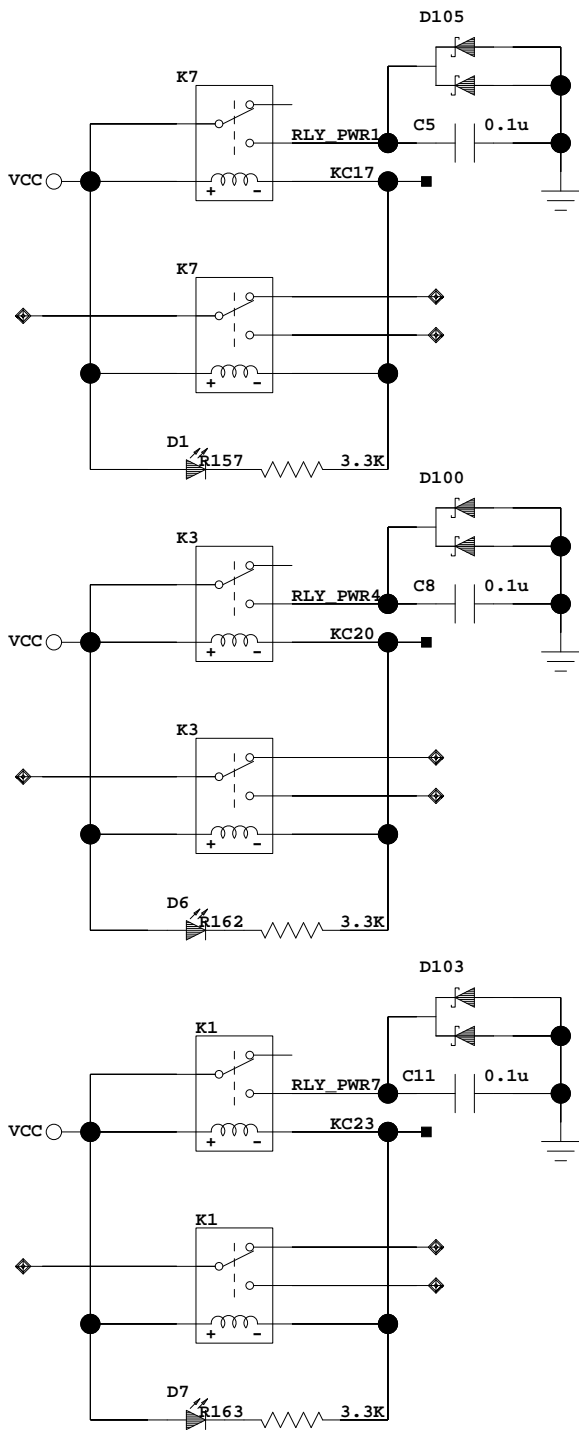 D105
K7
C5 0.1u
RLY_PWR1
KC17
VCC
+ -
K7
+ -
D1
R157 3.3K
D100
K3
C8 0.1u
RLY_PWR4
KC20
VCC
+ -
K3
+ -
D6
R162 3.3K
D103
K1
C11 0.1u
RLY_PWR7
KC23
VCC
+ -
K1
+ -
D7
R163 3.3K